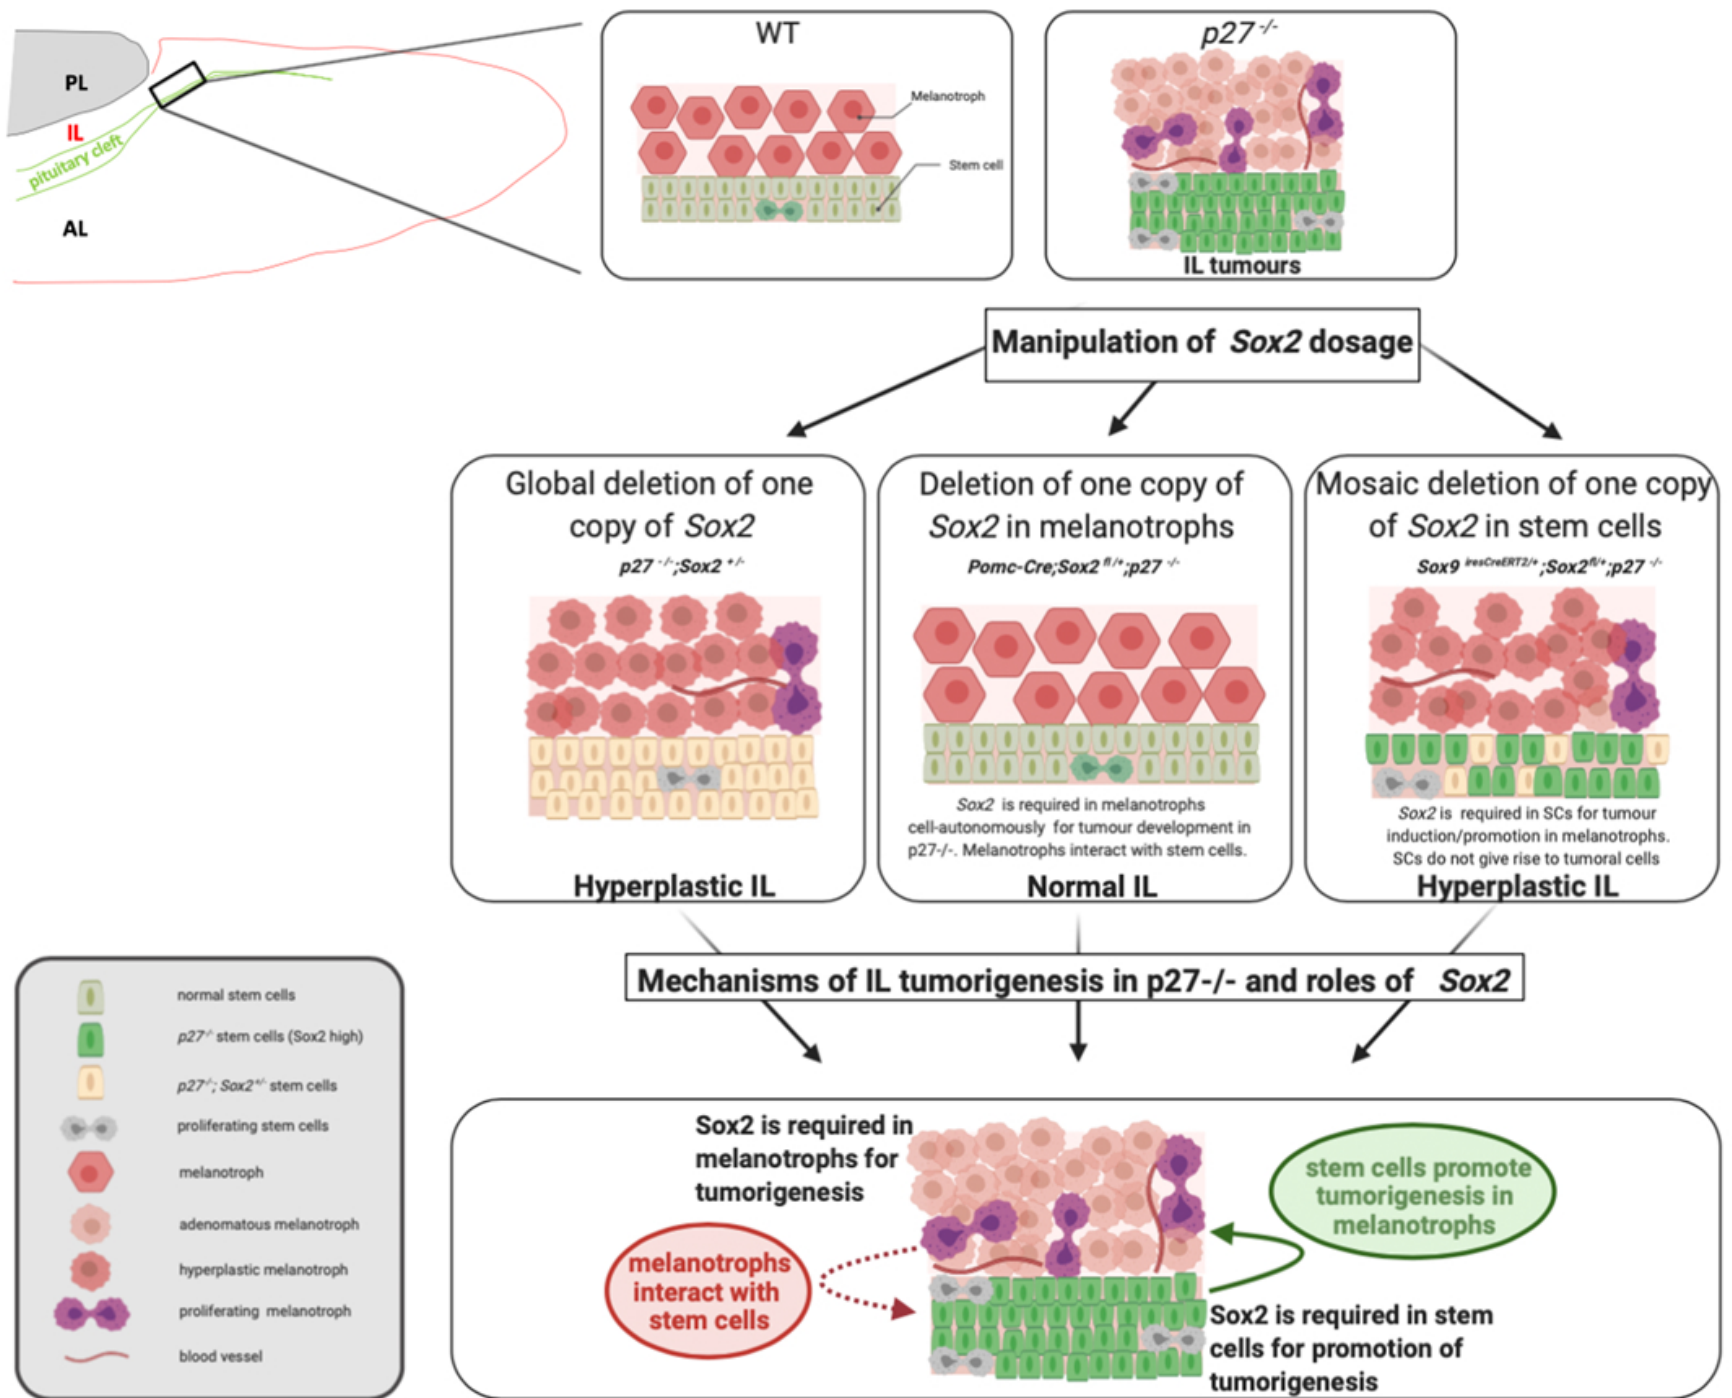 PL
IL
pituitary cleft
AL
WT
Melanotroph
Stem cell
p27 -/-
IL tumours
Manipulation of Sox2 dosage
Global deletion of one
copy of Sox2
p27 -/-;Sox2 +/-
Hyperplastic IL
Deletion of one copy of
Sox2 in melanotrophs
Pomc-Cre;Sox2 fl/+;p27 -/-
Sox2 is required in melanotrophs
cell-autonomously for tumour development in
p27-/-. Melanotrophs interact with stem cells.
Normal IL
Mosaic deletion of one copy
of Sox2 in stem cells
Sox9 iresCreERT2/+;Sox2fl/+;p27 -/-
Sox2 is required in SCs for tumour
induction/promotion in melanotrophs.
SCs do not give rise to tumoral cells
Hyperplastic IL
Mechanisms of IL tumorigenesis in p27-/- and roles of Sox2
normal stem cells
p27-/- stem cells (Sox2 high)
p27-/-; Sox2+/- stem cells
proliferating stem cells
melanotroph
adenomatous melanotroph
hyperplastic melanotroph
proliferating melanotroph
blood vessel
Sox2 is required in
melanotrophs for
tumorigenesis
melanotrophs
interact with
stem cells
stem cells promote
tumorigenesis in
melanotrophs
Sox2 is required in stem
cells for promotion of
tumorigenesis